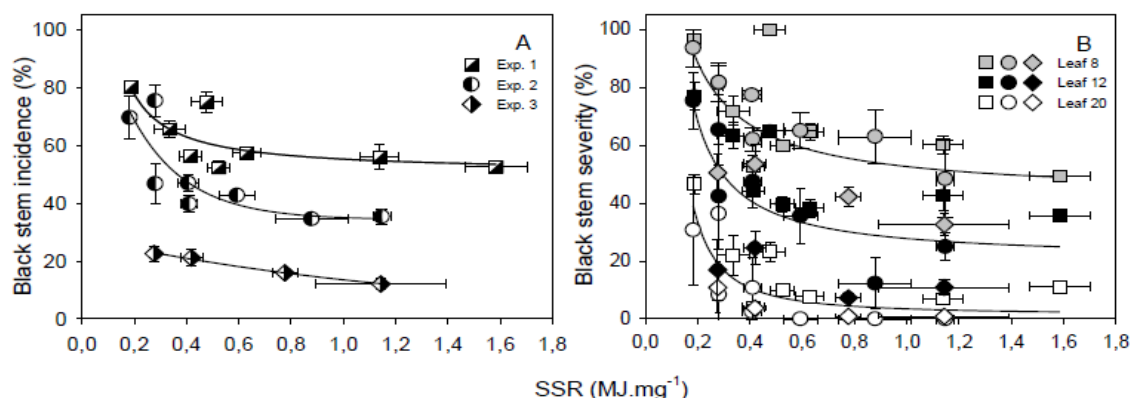 A
Exp. 1
Exp. 2
Exp. 3
Black stem incidence (%)
100
80
60
40
20
0
0,0 0,2 0,4 0,6 0,8 1,0 1,2 1,4 1,6 1,8
B
Leaf 8
Leaf 12
Leaf 20
Black stem severity (%)
100
80
60
40
20
0
0,0 0,2 0,4 0,6 0,8 1,0 1,2 1,4 1,6 1,8
SSR (MJ.mg⁻¹)